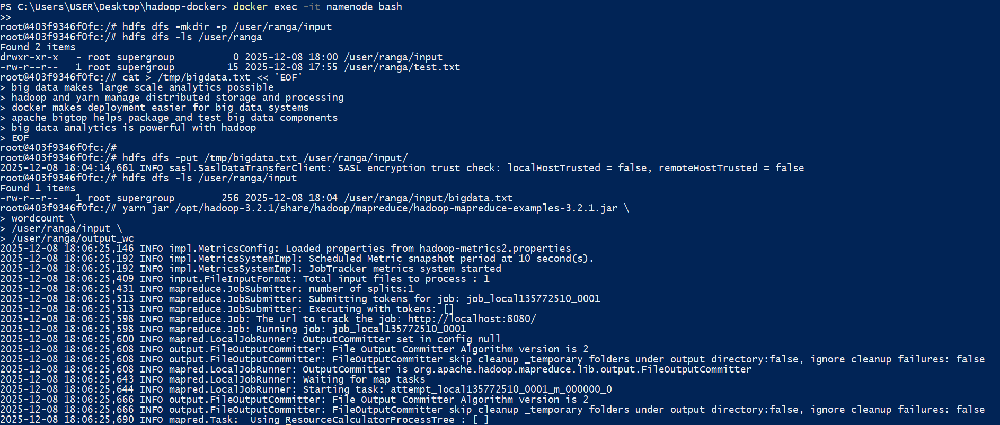 PS C:\Users\USER\Desktop\hadoop-docker> docker exec -it namenode bash
>>
root@403f9346f0fc:/# hdfs dfs -mkdir -p /user/ranga/input
root@403f9346f0fc:/# hdfs dfs -ls /user/ranga
Found 2 items
drwxr-xr-x   - root supergroup          0 2025-12-08 18:00 /user/ranga/input
-rw-r--r--   1 root supergroup         15 2025-12-08 17:55 /user/ranga/test.txt
root@403f9346f0fc:/# cat > /tmp/bigdata.txt << 'EOF'
> big data makes large scale analytics possible
> hadoop and yarn manage distributed storage and processing
> docker makes deployment easier for big data systems
> apache bigtop helps package and test big data components
> big data analytics is powerful with hadoop
> EOF
root@403f9346f0fc:/#
root@403f9346f0fc:/# hdfs dfs -put /tmp/bigdata.txt /user/ranga/input/
2025-12-08 18:04:14,661 INFO sasl.SaslDataTransferClient: SASL encryption trust check: localHostTrusted = false, remoteHostTrusted = false
root@403f9346f0fc:/# hdfs dfs -ls /user/ranga/input
Found 1 items
-rw-r--r--   1 root supergroup        256 2025-12-08 18:04 /user/ranga/input/bigdata.txt
root@403f9346f0fc:/# yarn jar /opt/hadoop-3.2.1/share/hadoop/mapreduce/hadoop-mapreduce-examples-3.2.1.jar \
> wordcount \
> /user/ranga/input \
> /user/ranga/output_wc
2025-12-08 18:06:25,146 INFO impl.MetricsConfig: Loaded properties from hadoop-metrics2.properties
2025-12-08 18:06:25,192 INFO impl.MetricsSystemImpl: Scheduled Metric snapshot period at 10 second(s).
2025-12-08 18:06:25,192 INFO impl.MetricsSystemImpl: JobTracker metrics system started
2025-12-08 18:06:25,409 INFO input.FileInputFormat: Total input files to process : 1
2025-12-08 18:06:25,431 INFO mapreduce.JobSubmitter: number of splits:1
2025-12-08 18:06:25,513 INFO mapreduce.JobSubmitter: Submitting tokens for job: job_local135772510_0001
2025-12-08 18:06:25,513 INFO mapreduce.JobSubmitter: Executing with tokens: []
2025-12-08 18:06:25,598 INFO mapreduce.Job: The url to track the job: http://localhost:8080/
2025-12-08 18:06:25,598 INFO mapreduce.Job: Running job: job_local135772510_0001
2025-12-08 18:06:25,600 INFO mapred.LocalJobRunner: OutputCommitter set in config null
2025-12-08 18:06:25,608 INFO output.FileOutputCommitter: File Output Committer Algorithm version is 2
2025-12-08 18:06:25,608 INFO output.FileOutputCommitter: FileOutputCommitter skip cleanup _temporary folders under output directory:false, ignore cleanup failures: false
2025-12-08 18:06:25,608 INFO mapred.LocalJobRunner: OutputCommitter is org.apache.hadoop.mapreduce.lib.output.FileOutputCommitter
2025-12-08 18:06:25,643 INFO mapred.LocalJobRunner: Waiting for map tasks
2025-12-08 18:06:25,644 INFO mapred.LocalJobRunner: Starting task: attempt_local135772510_0001_m_000000_0
2025-12-08 18:06:25,666 INFO output.FileOutputCommitter: File Output Committer Algorithm version is 2
2025-12-08 18:06:25,666 INFO output.FileOutputCommitter: FileOutputCommitter skip cleanup _temporary folders under output directory:false, ignore cleanup failures: false
2025-12-08 18:06:25,690 INFO mapred.Task:  Using ResourceCalculatorProcessTree : [ ]